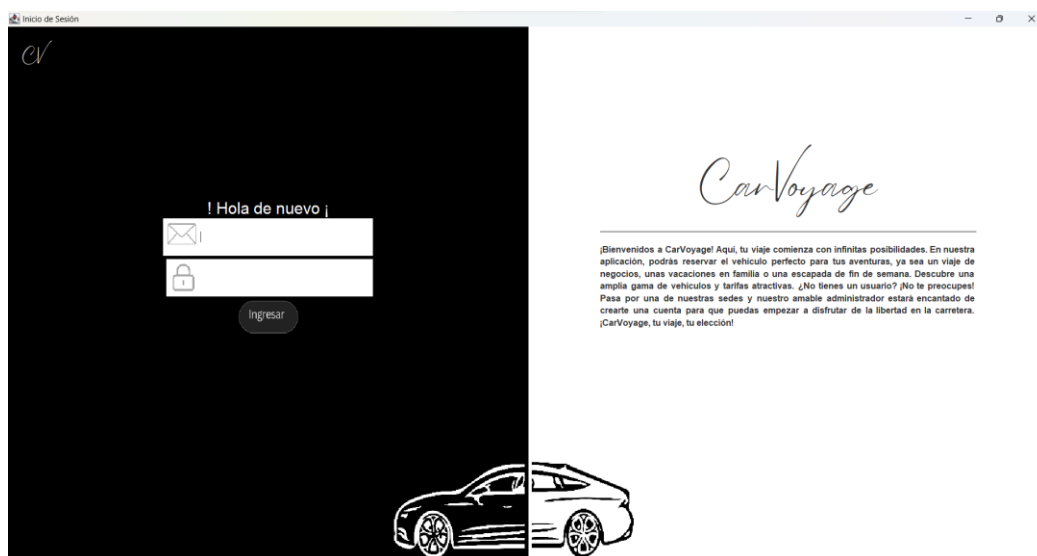 Inicio de Sesión
CV
! Hola de nuevo ¡
Ingresar
CarVoyage
¡Bienvenidos a CarVoyage! Aquí, tu viaje comienza con infinitas posibilidades. En nuestra
aplicación, podrás reservar el vehículo perfecto para tus aventuras, ya sea un viaje de
negocios, unas vacaciones en familia o una escapada de fin de semana. Descubre una
amplia gama de vehículos y tarifas atractivas. ¿No tienes un usuario? ¡No te preocupes!
Pasa por una de nuestras sedes y nuestro amable administrador estará encantado de
crearte una cuenta para que puedas empezar a disfrutar de la libertad en la carretera.
¡CarVoyage, tu viaje, tu elección!